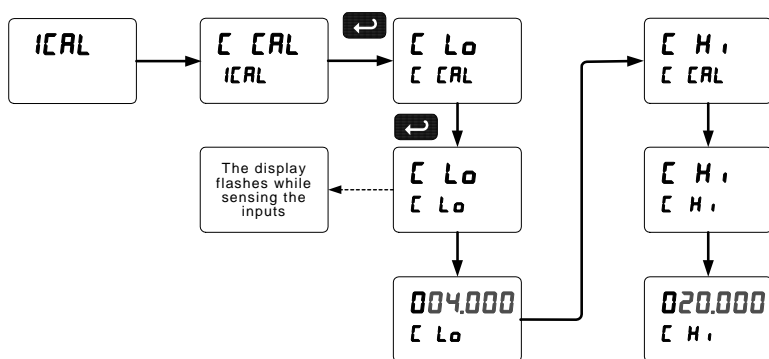 ICAL
C CAL
ICAL
C Lo
C CAL
C Lo
C Lo
The display
flashes while
sensing the
inputs
004.000
C Lo
C Hi
C CAL
C Hi
C Hi
020.000
C Hi